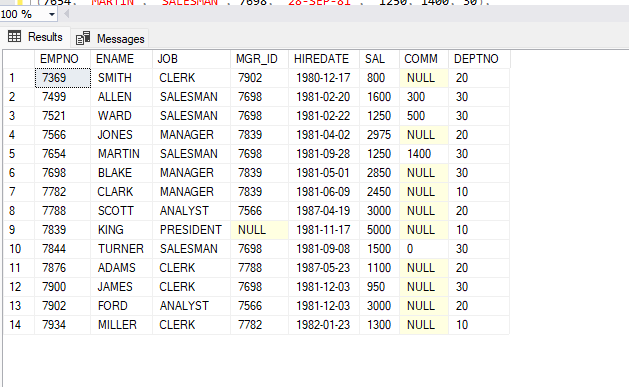 (7654, 'MARTIN', 'SALESMAN', 7698, '28-SEP-81', 1250, 1400, 30),
100 %
Results Messages
EMPNO ENAME JOB MGR_ID HIREDATE SAL COMM DEPTNO
1 7369 SMITH CLERK 7902 1980-12-17 800 NULL 20
2 7499 ALLEN SALESMAN 7698 1981-02-20 1600 300 30
3 7521 WARD SALESMAN 7698 1981-02-22 1250 500 30
4 7566 JONES MANAGER 7839 1981-04-02 2975 NULL 20
5 7654 MARTIN SALESMAN 7698 1981-09-28 1250 1400 30
6 7698 BLAKE MANAGER 7839 1981-05-01 2850 NULL 30
7 7782 CLARK MANAGER 7839 1981-06-09 2450 NULL 10
8 7788 SCOTT ANALYST 7566 1987-04-19 3000 NULL 20
9 7839 KING PRESIDENT NULL 1981-11-17 5000 NULL 10
10 7844 TURNER SALESMAN 7698 1981-09-08 1500 0 30
11 7876 ADAMS CLERK 7788 1987-05-23 1100 NULL 20
12 7900 JAMES CLERK 7698 1981-12-03 950 NULL 30
13 7902 FORD ANALYST 7566 1981-12-03 3000 NULL 20
14 7934 MILLER CLERK 7782 1982-01-23 1300 NULL 10